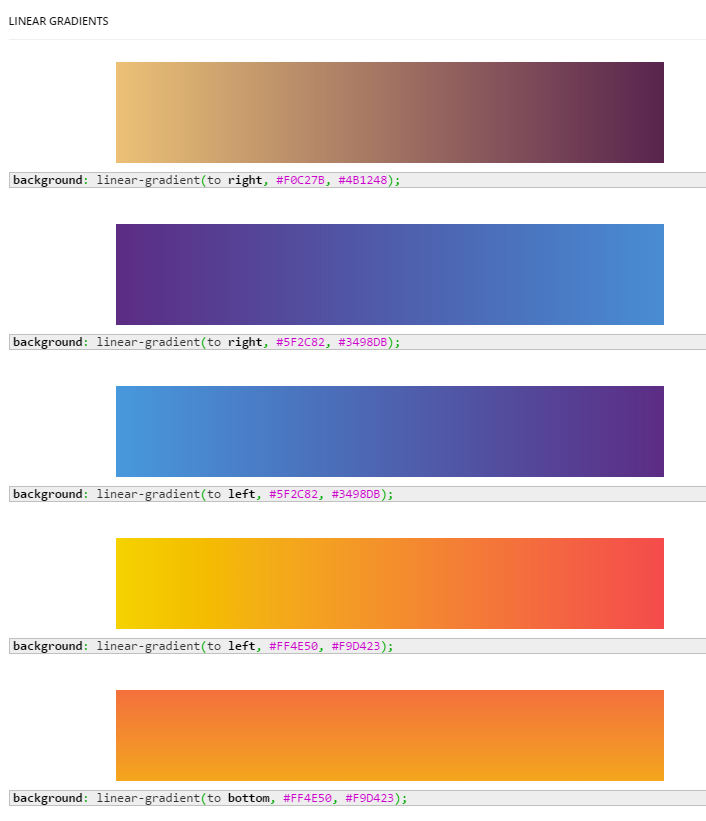 LINEAR GRADIENTS
background: linear-gradient(to right, #F0C27B, #4B1248);
background: linear-gradient(to right, #5F2C82, #3498DB);
background: linear-gradient(to left, #5F2C82, #3498DB);
background: linear-gradient(to left, #FF4E50, #F9D423);
background: linear-gradient(to bottom, #FF4E50, #F9D423);